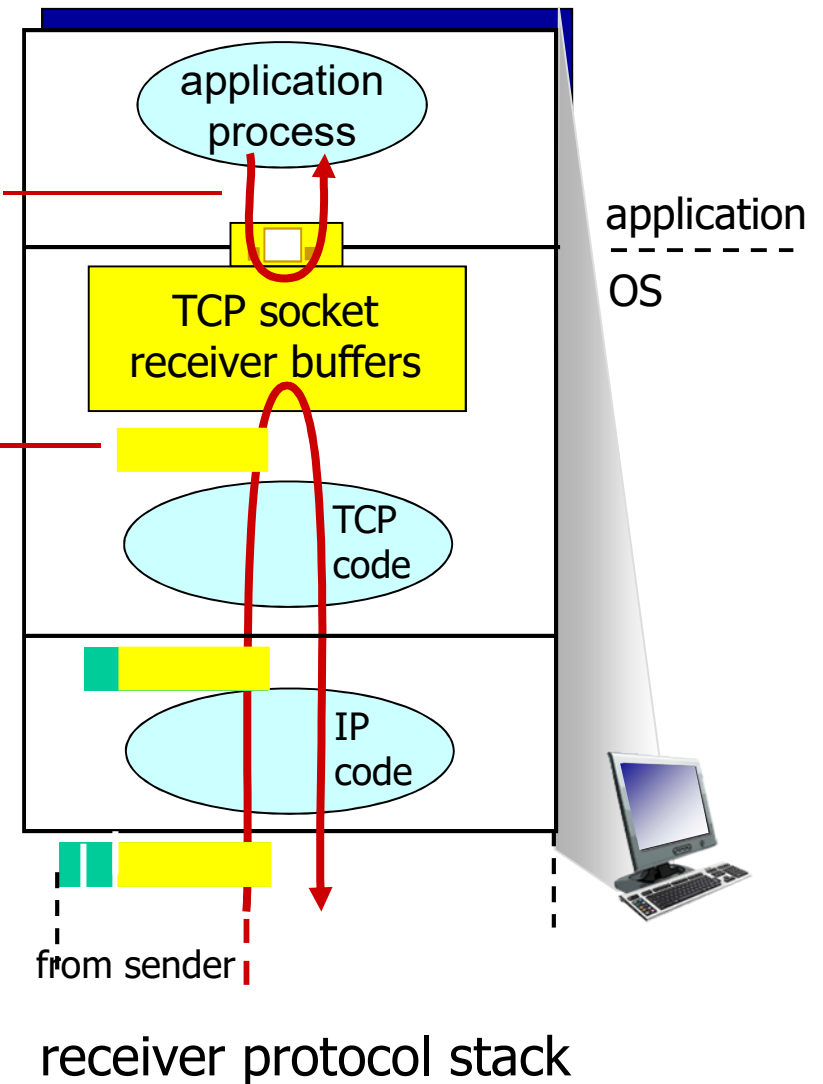 application
process
application
OS
TCP socket
receiver buffers
TCP
code
IP
code
from sender
receiver protocol stack